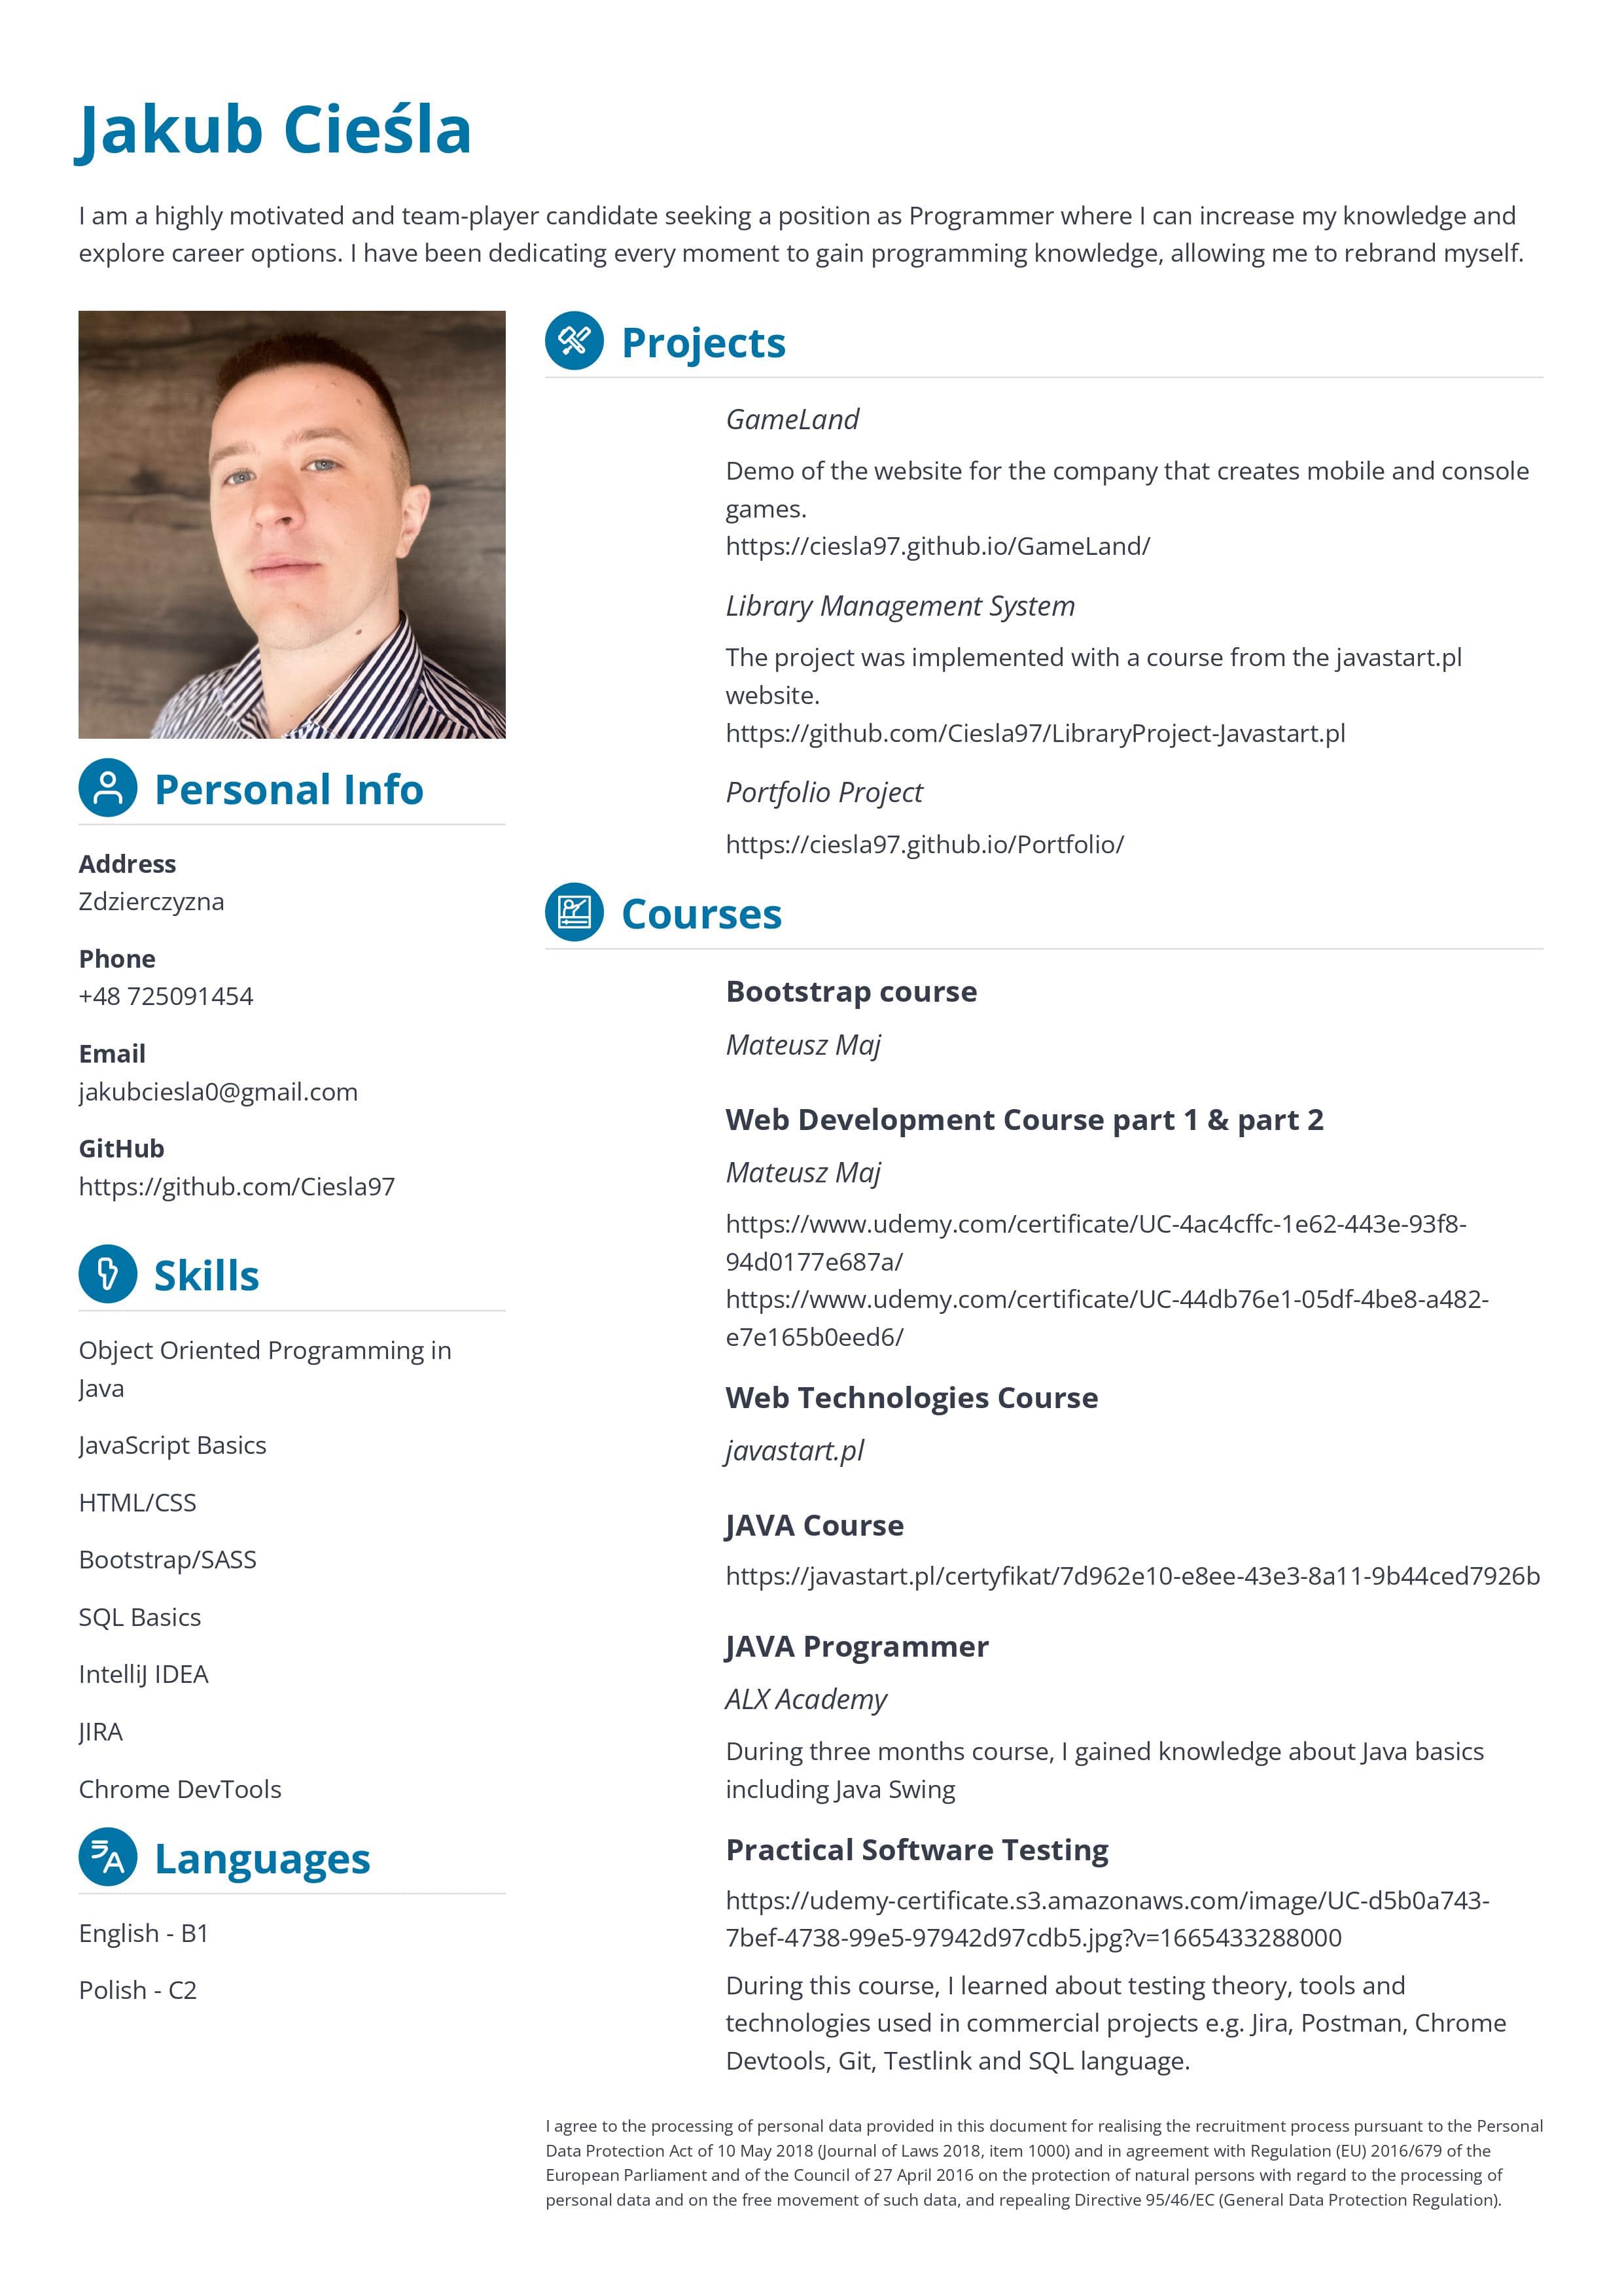 Jakub Cieśla
I am a highly motivated and team-player candidate seeking a position as Programmer where I can increase my knowledge and
explore career options. I have been dedicating every moment to gain programming knowledge, allowing me to rebrand myself.
Personal Info
Address
Zdzierczyzna
Phone
+48 725091454
Email
jakubciesla0@gmail.com
GitHub
https://github.com/Ciesla97
Skills
Object Oriented Programming in
Java
JavaScript Basics
HTML/CSS
Bootstrap/SASS
SQL Basics
IntelliJ IDEA
JIRA
Chrome DevTools
Languages
English - B1
Polish - C2
Projects
GameLand
Demo of the website for the company that creates mobile and console
games.
https://ciesla97.github.io/GameLand/
Library Management System
The project was implemented with a course from the javastart.pl
website.
https://github.com/Ciesla97/LibraryProject-Javastart.pl
Portfolio Project
https://ciesla97.github.io/Portfolio/
Courses
Bootstrap course
Mateusz Maj
Web Development Course part 1 & part 2
Mateusz Maj
https://www.udemy.com/certificate/UC-4ac4cffc-1e62-443e-93f8-
94d0177e687a/
https://www.udemy.com/certificate/UC-44db76e1-05df-4be8-a482-
e7e165b0eed6/
Web Technologies Course
javastart.pl
JAVA Course
https://javastart.pl/certyfikat/7d962e10-e8ee-43e3-8a11-9b44ced7926b
JAVA Programmer
ALX Academy
During three months course, I gained knowledge about Java basics
including Java Swing
Practical Software Testing
https://udemy-certificate.s3.amazonaws.com/image/UC-d5b0a743-
7bef-4738-99e5-97942d97cdb5.jpg?v=1665433288000
During this course, I learned about testing theory, tools and
technologies used in commercial projects e.g. Jira, Postman, Chrome
Devtools, Git, Testlink and SQL language.
I agree to the processing of personal data provided in this document for realising the recruitment process pursuant to the Personal
Data Protection Act of 10 May 2018 (Journal of Laws 2018, item 1000) and in agreement with Regulation (EU) 2016/679 of the
European Parliament and of the Council of 27 April 2016 on the protection of natural persons with regard to the processing of
personal data and on the free movement of such data, and repealing Directive 95/46/EC (General Data Protection Regulation).